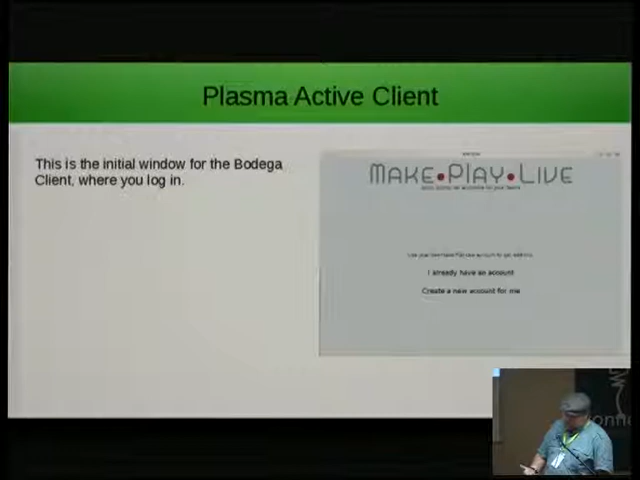 Plasma Active Client
This is the initial window for the Bodega
Client, where you log in.
MAKE•PLAY•LIVE
I already have an account
Create a new account for me